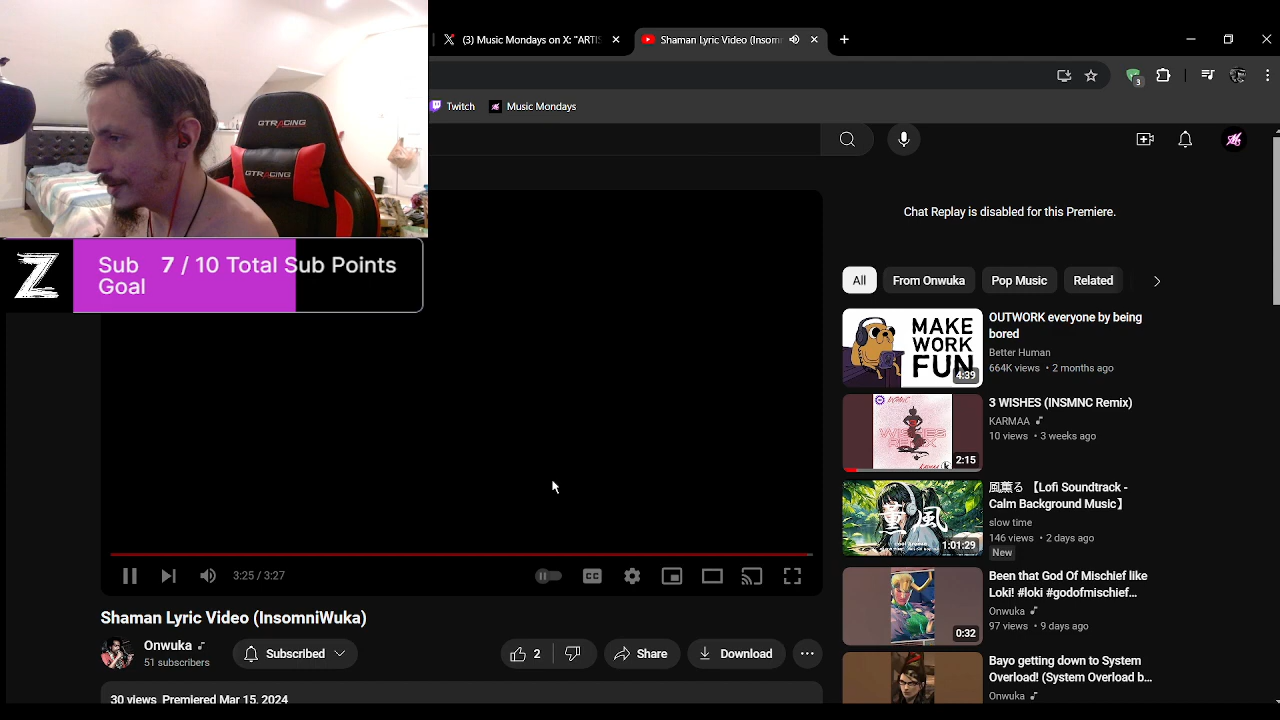 (3) Music Mondays on X: "ARTIS
Shaman Lyric Video (Insomn
3
Twitch
Music Mondays
GTRACING
GTRACING
Z
Sub Goal
7 / 10 Total Sub Points
Chat Replay is disabled for this Premiere.
All
From Onwuka
Pop Music
Related
MAKE
WORK
FUN
4:39
OUTWORK everyone by being
bored
Better Human
664K views • 2 months ago
2:15
3 WISHES (INSMNC Remix)
KARMAA
10 views • 3 weeks ago
薫風
1:01:29
風薫る 【Lofi Soundtrack -
Calm Background Music】
slow time
146 views • 2 days ago
New
0:32
Been that God Of Mischief like
Loki! #loki #godofmischief...
Onwuka
97 views • 9 days ago
Bayo getting down to System
Overload! (System Overload b...
Onwuka
3:25 / 3:27
CC
Shaman Lyric Video (InsomniWuka)
Onwuka
51 subscribers
Subscribed
2
Share
Download
30 views Premiered Mar 15, 2024